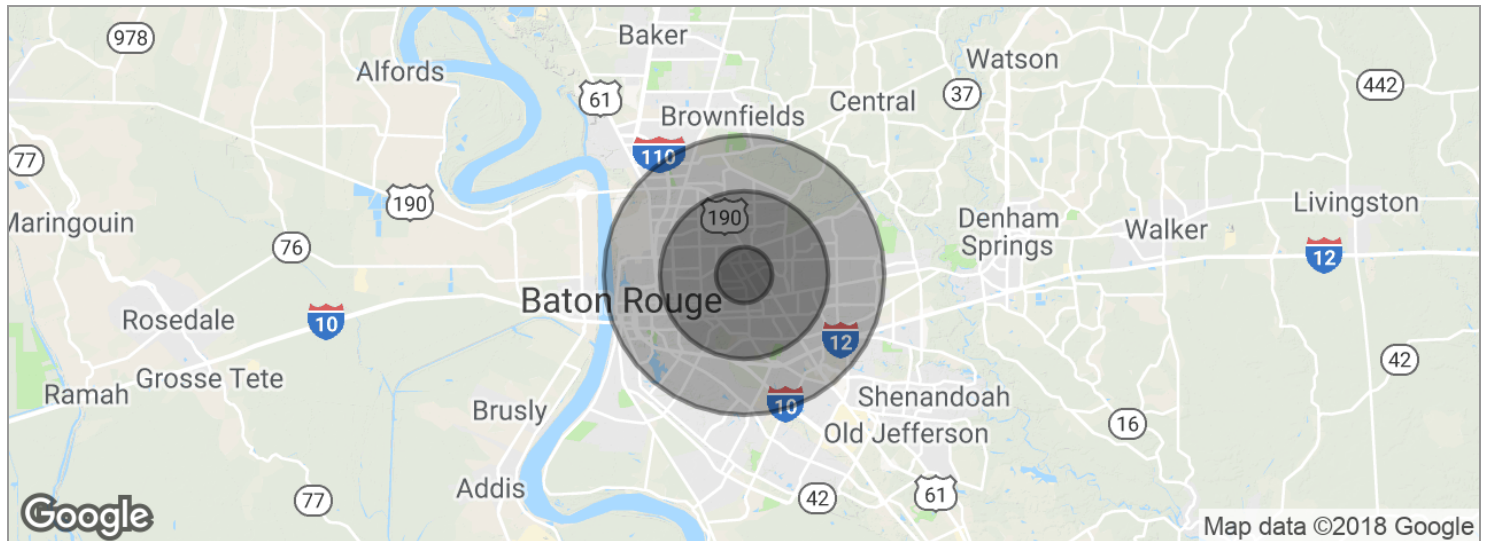 978
Baker
Watson
Alfords
61
Central
37
442
Brownfields
77
110
190
190
Maringouin
Denham
Springs
Walker
Livingston
76
12
Baton Rouge
10
Rosedale
12
42
Ramah
Grosse Tete
10
Shenandoah
Brusly
Old Jefferson
16
Addis
77
42
61
Google
Map data ©2018 Google